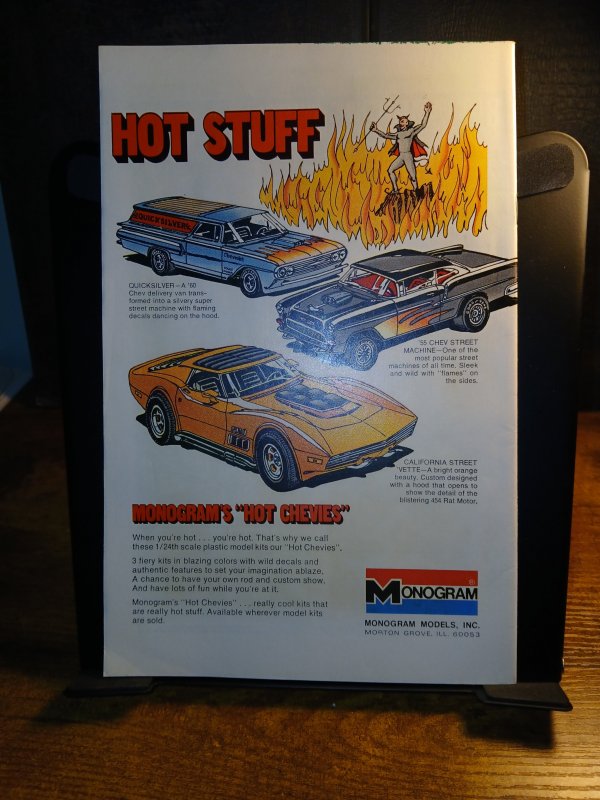 HOT STUFF
QUICKSILVER
Chevrolet
QUICKSILVER—A '60
Chev delivery van trans-
formed into a silvery super
street machine with flaming
decals dancing on the hood.
'55 CHEV STREET
MACHINE—One of the
most popular street
machines of all time. Sleek
and wild with "flames" on
the sides.
CALIFORNIA STREET
'VETTE—A bright orange
beauty. Custom designed
with a hood that opens to
show the detail of the
blistering 454 Rat Motor.
MONOGRAM'S "HOT CHEVIES"
When you're hot . . . you're hot. That's why we call
these 1/24th scale plastic model kits our "Hot Chevies".
3 fiery kits in blazing colors with wild decals and
authentic features to set your imagination ablaze.
A chance to have your own rod and custom show.
And have lots of fun while you're at it.
Monogram's "Hot Chevies" . . . really cool kits that
are really hot stuff. Available wherever model kits
are sold.
MONOGRAM®
MONOGRAM MODELS, INC.
MORTON GROVE, ILL. 60053